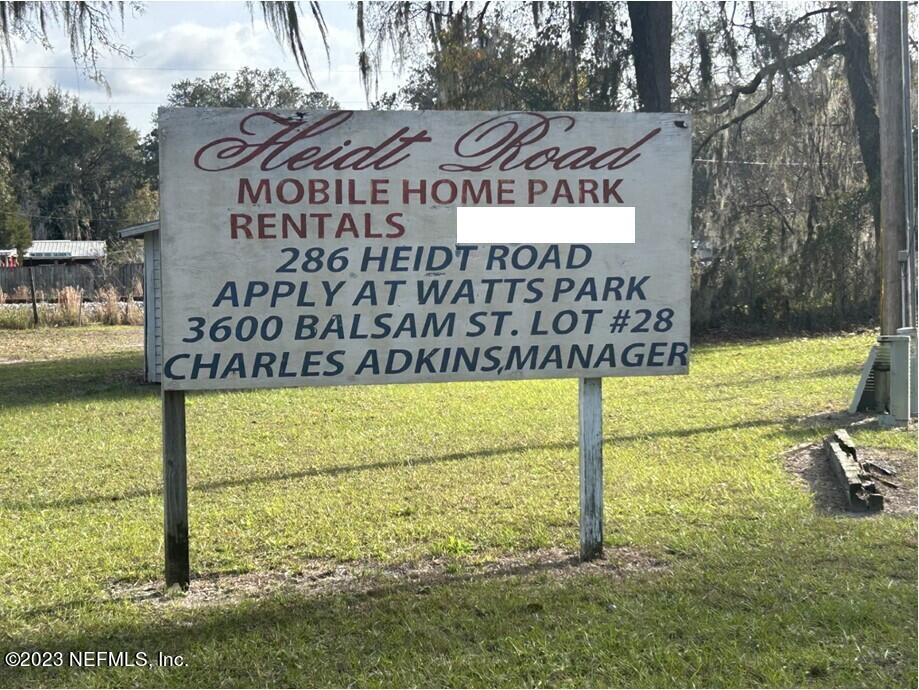 Heidt Road
MOBILE HOME PARK
RENTALS
286 HEIDT ROAD
APPLY AT WATTS PARK
3600 BALSAM ST. LOT #28
CHARLES ADKINS,MANAGER
©2023 NEFMLS, Inc.